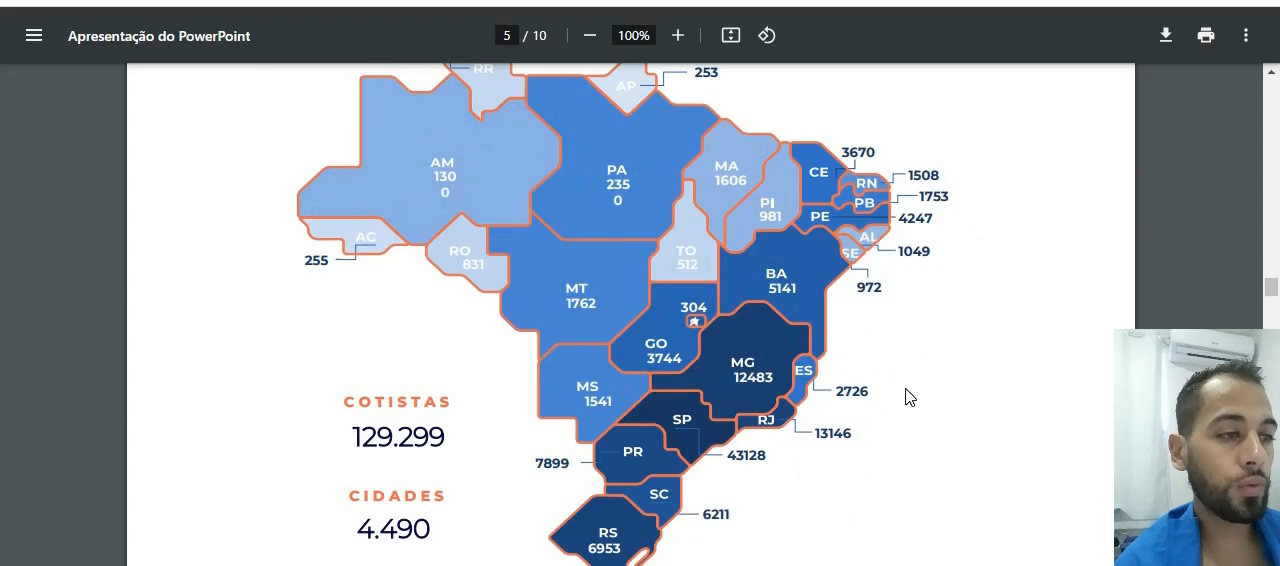 Apresentação do PowerPoint
5 / 10
100%
RR
AP
253
AM
130
0
PA
235
0
MA
1606
PI
981
CE
3670
RN
1508
PB
1753
PE
4247
AL
1049
SE
972
AC
255
RO
831
TO
512
MT
1762
BA
5141
304
GO
3744
MG
12483
ES
2726
MS
1541
SP
43128
RJ
13146
PR
7899
SC
6211
RS
6953
COTISTAS
129.299
CIDADES
4.490